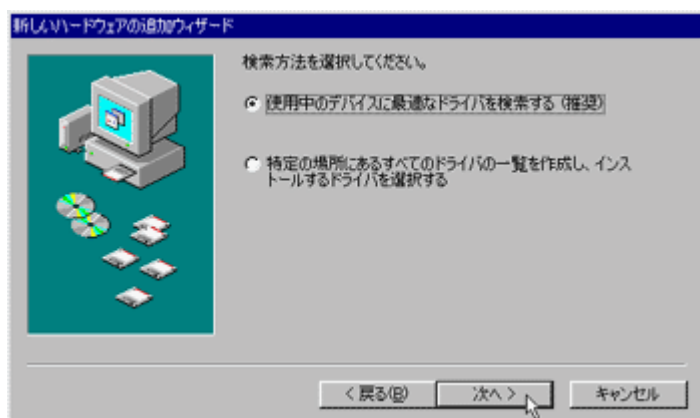 新しいハードウェアの追加ウィザード
検索方法を選択してください。
使用中のデバイスに最適なドライバを検索する (推奨)
特定の場所にあるすべてのドライバの一覧を作成し、インス
トールするドライバを選択する
< 戻る(B)
次へ >
キャンセル